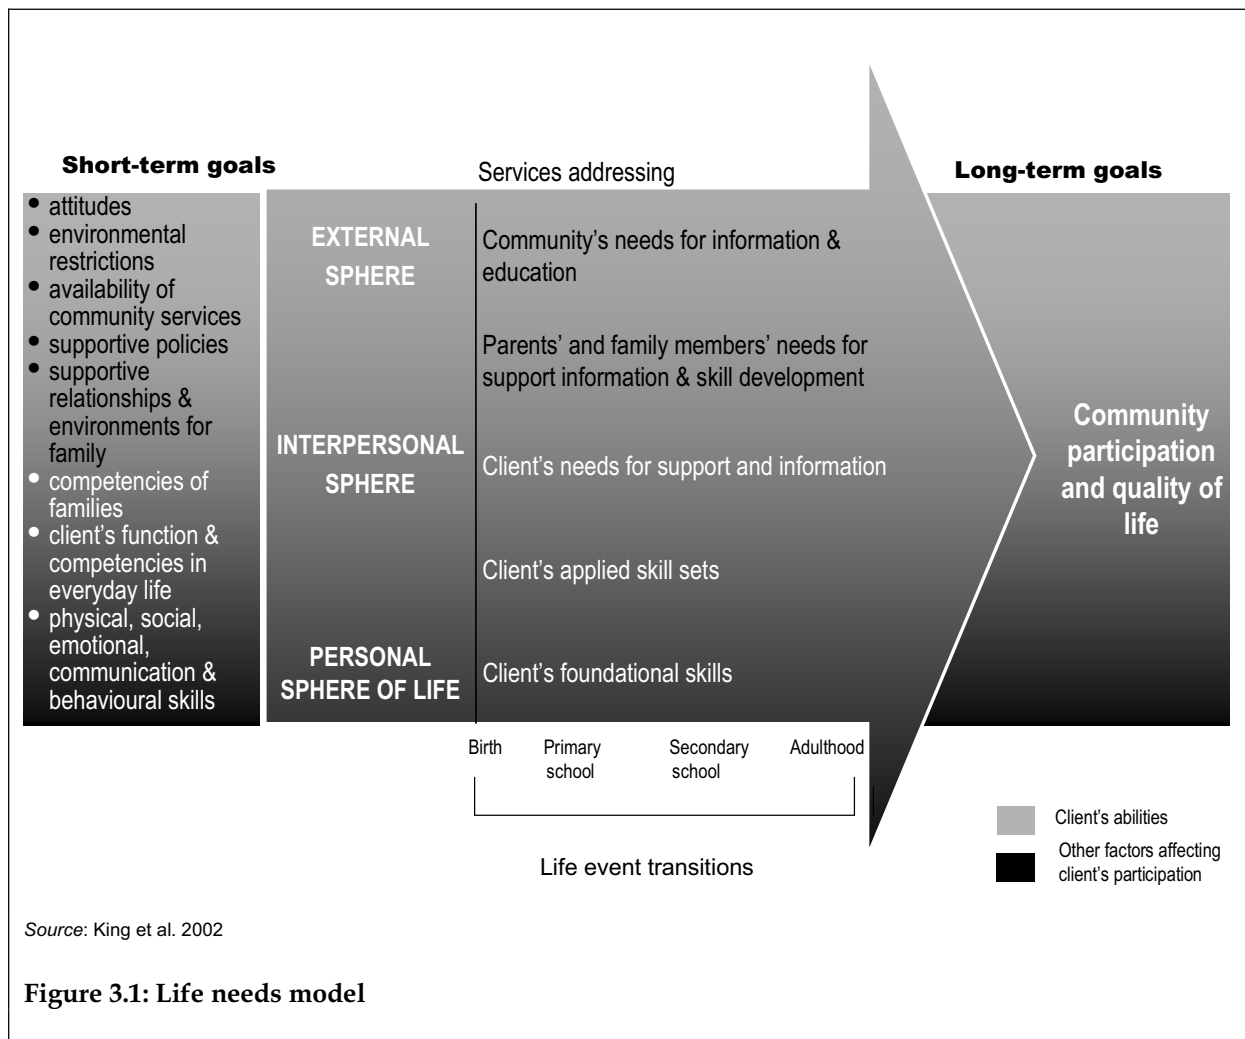 Short-term goals
Services addressing
Long-term goals
• attitudes
• environmental
restrictions
• availability of
community services
• supportive policies
• supportive
relationships &
environments for
family
• competencies of
families
• client's function &
competencies in
everyday life
• physical, social,
emotional,
communication &
behavioural skills
EXTERNAL
SPHERE
INTERPERSONAL
SPHERE
PERSONAL
SPHERE OF LIFE
Community's needs for information &
education
Parents' and family members' needs for
support information & skill development
Client's needs for support and information
Client's applied skill sets
Client's foundational skills
Community
participation
and quality of
life
Birth
Primary
school
Secondary
school
Adulthood
Life event transitions
Client's abilities
Other factors affecting
client's participation
Source: King et al. 2002
Figure 3.1: Life needs model